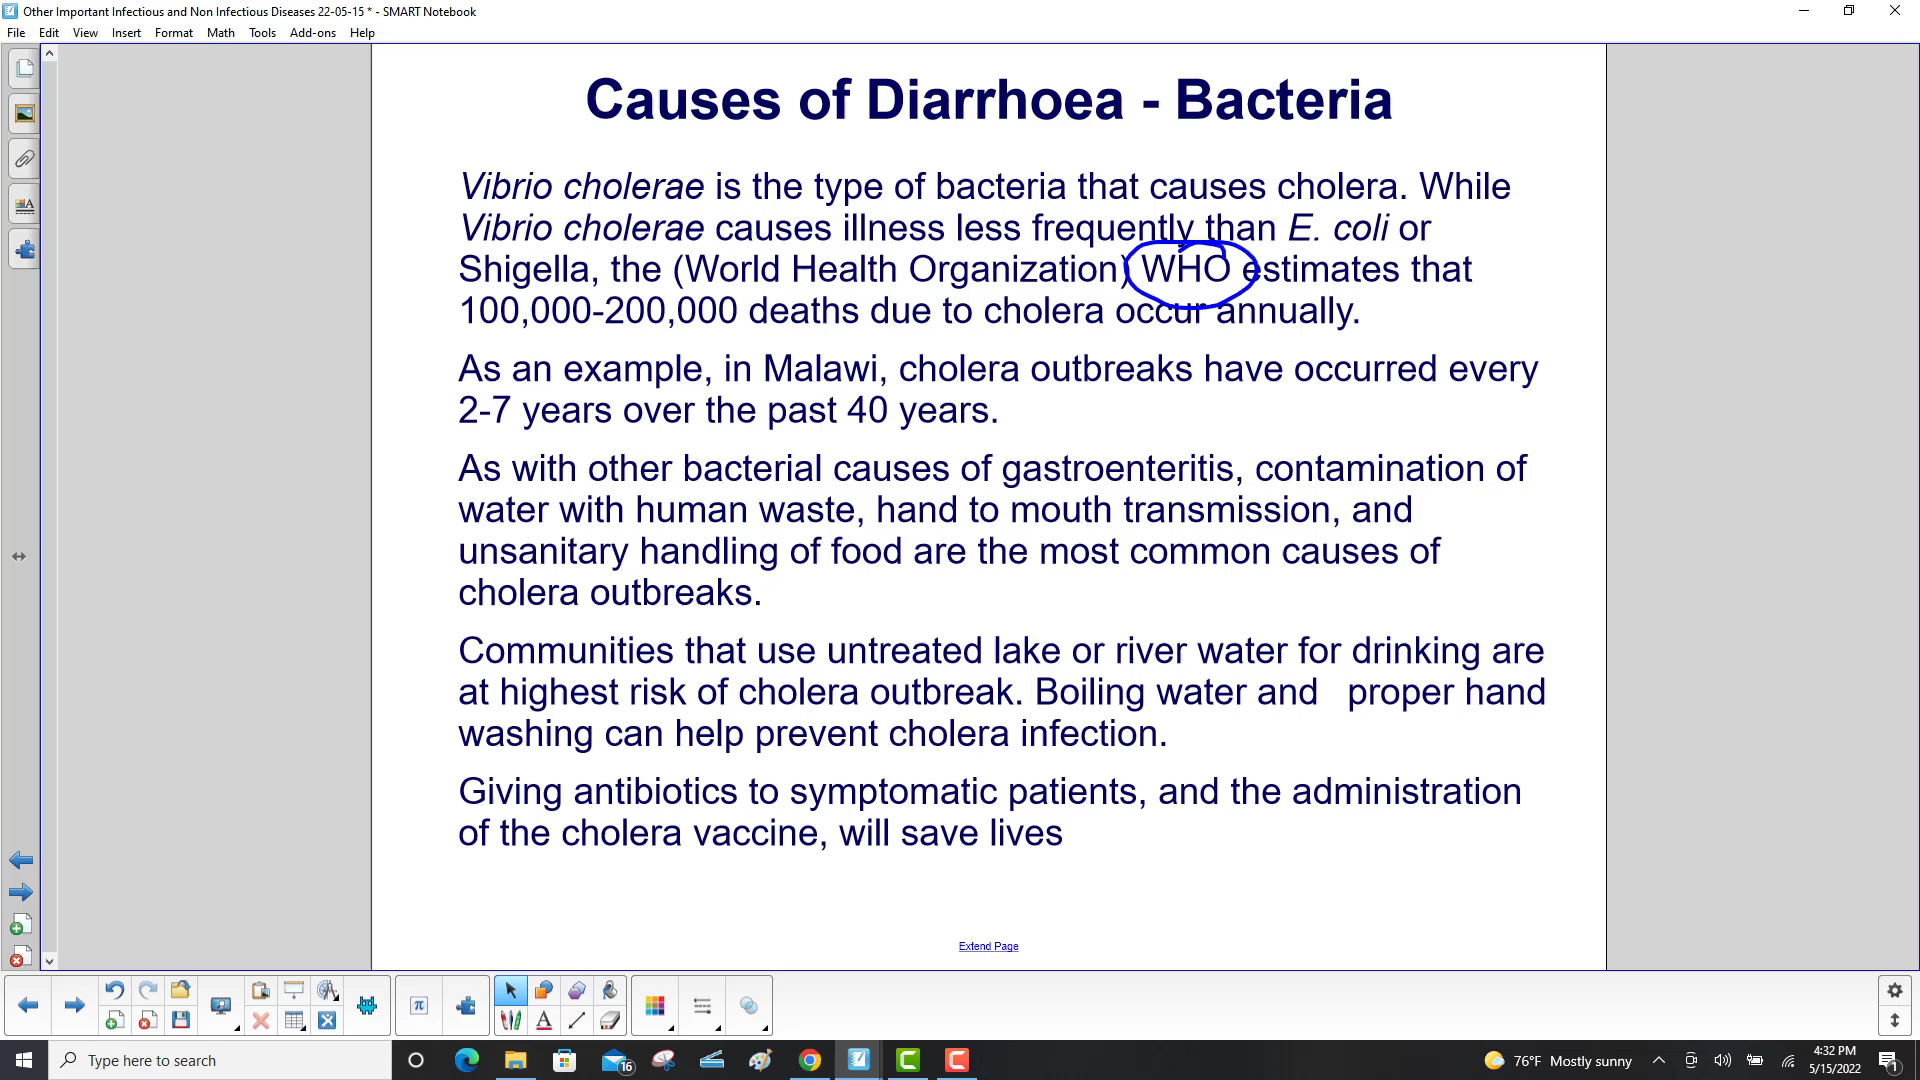 Other Important Infectious and Non Infectious Diseases 22-05-15 * - SMART Notebook
File Edit View Insert Format Math Tools Add-ons Help
Causes of Diarrhoea - Bacteria
Vibrio cholerae is the type of bacteria that causes cholera. While
Vibrio cholerae causes illness less frequently than E. coli or
Shigella, the (World Health Organization) WHO estimates that
100,000-200,000 deaths due to cholera occur annually.
As an example, in Malawi, cholera outbreaks have occurred every
2-7 years over the past 40 years.
As with other bacterial causes of gastroenteritis, contamination of
water with human waste, hand to mouth transmission, and
unsanitary handling of food are the most common causes of
cholera outbreaks.
Communities that use untreated lake or river water for drinking are
at highest risk of cholera outbreak. Boiling water and proper hand
washing can help prevent cholera infection.
Giving antibiotics to symptomatic patients, and the administration
of the cholera vaccine, will save lives
Extend Page
Type here to search
16
76°F Mostly sunny
4:32 PM
5/15/2022
1